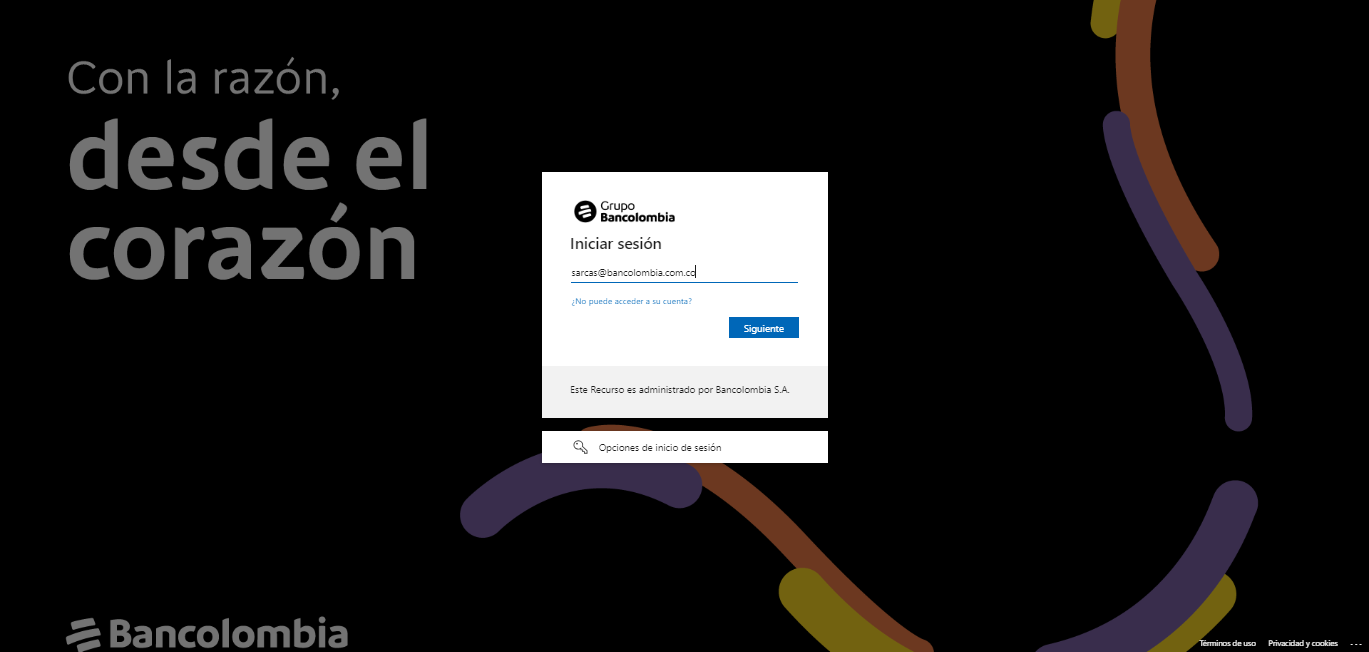 Con la razón,
desde el
corazón
Grupo
Bancolombia
Iniciar sesión
sarcas@bancolombia.com.co
¿No puede acceder a su cuenta?
Siguiente
Este Recurso es administrado por Bancolombia S.A.
Opciones de inicio de sesión
Bancolombia
Términos de uso Privacidad y cookies ...